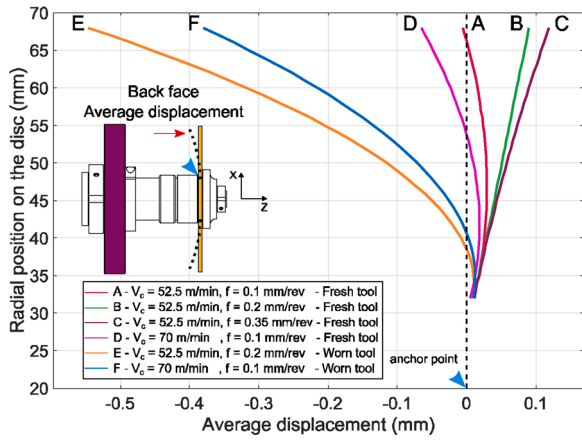 70
65
60
55
50
45
40
35
30
25
20
Radial position on the disc (mm)
E F D A B C
Back face
Average displacement
x
z
A - Vc = 52.5 m/min, f = 0.1 mm/rev - Fresh tool
B - Vc = 52.5 m/min, f = 0.2 mm/rev - Fresh tool
C - Vc = 52.5 m/min, f = 0.35 mm/rev - Fresh tool
D - Vc = 70 m/min , f = 0.1 mm/rev - Fresh tool
E - Vc = 52.5 m/min, f = 0.2 mm/rev - Worn tool
F - Vc = 70 m/min , f = 0.1 mm/rev - Worn tool
anchor point
-0.5 -0.4 -0.3 -0.2 -0.1 0 0.1
Average displacement (mm)